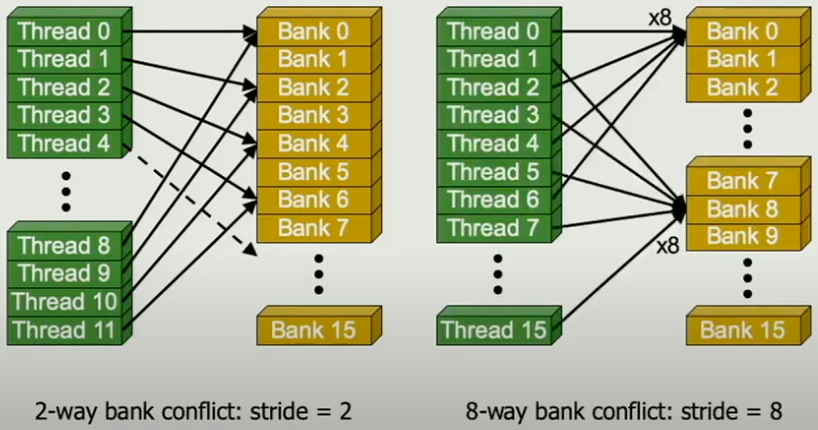 Thread 0
Thread 1
Thread 2
Thread 3
Thread 4
Thread 8
Thread 9
Thread 10
Thread 11
Bank 0
Bank 1
Bank 2
Bank 3
Bank 4
Bank 5
Bank 6
Bank 7
Bank 15
2-way bank conflict: stride = 2
Thread 0
Thread 1
Thread 2
Thread 3
Thread 4
Thread 5
Thread 6
Thread 7
Thread 15
x8
x8
Bank 0
Bank 1
Bank 2
Bank 7
Bank 8
Bank 9
Bank 15
8-way bank conflict: stride = 8